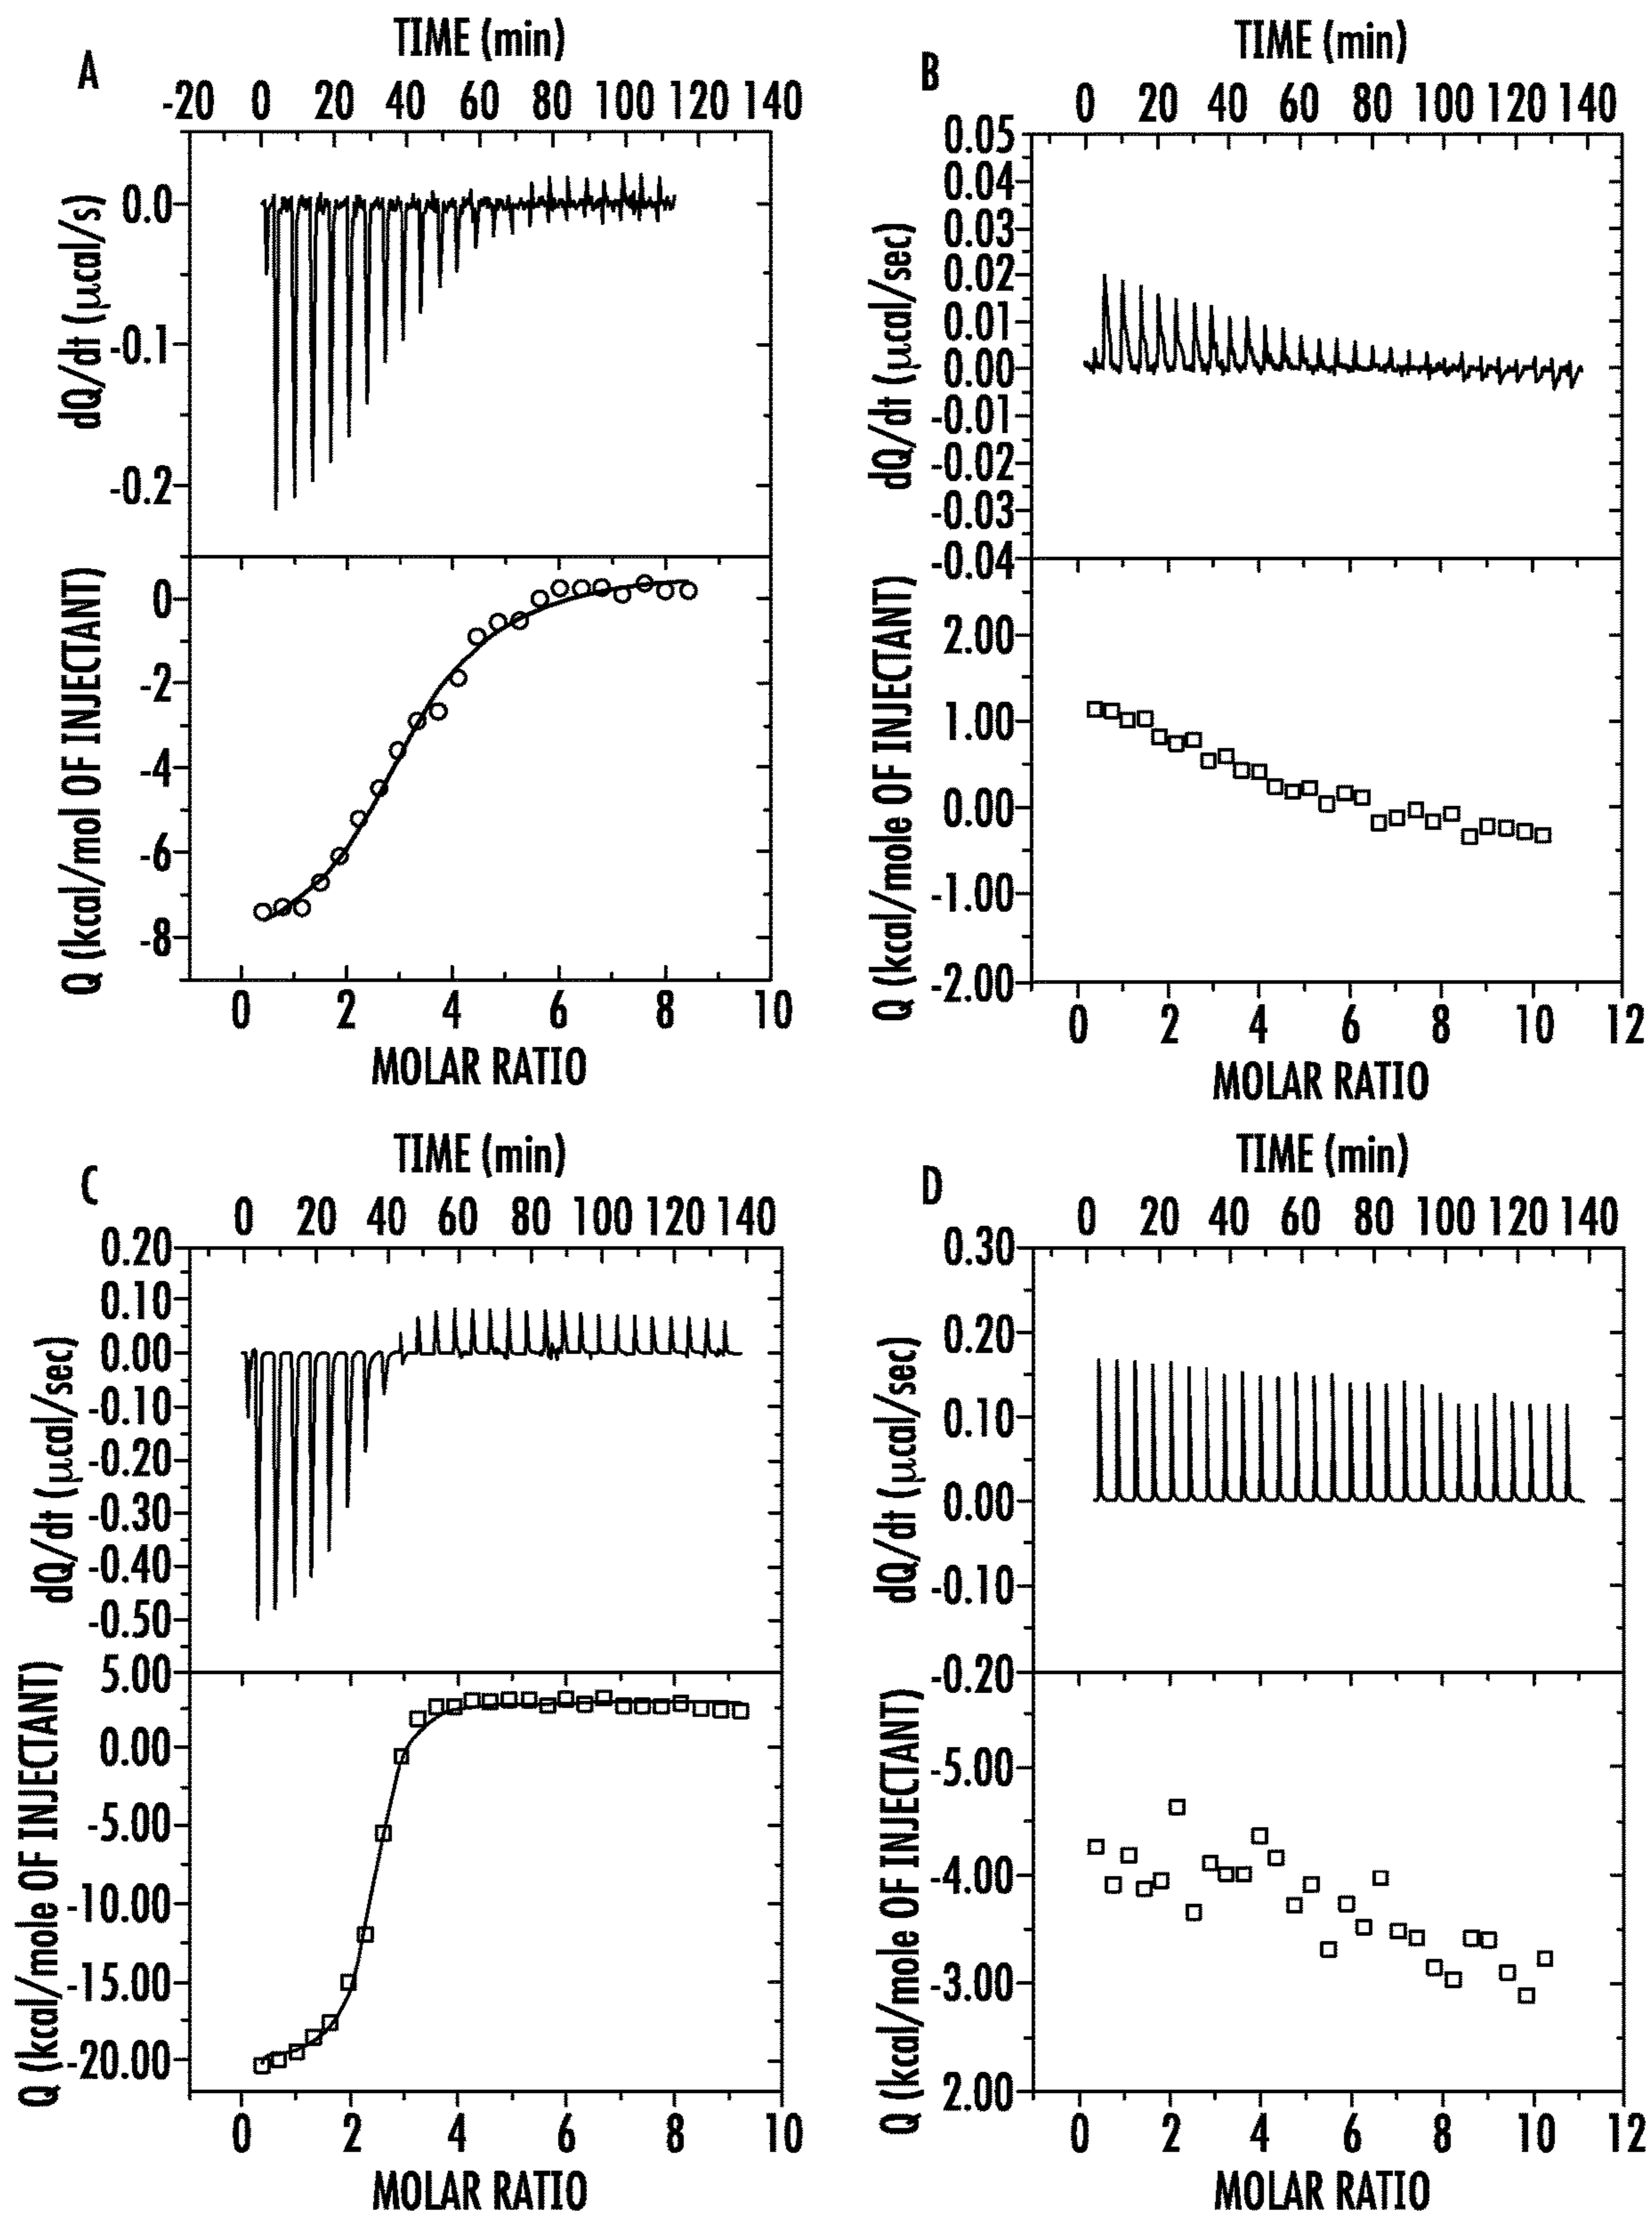 A
TIME (min)
-20 0 20 40 60 80 100 120 140
dQ/dt (µcal/s)
0.0
-0.1
-0.2
Q (kcal/mol OF INJECTANT)
0
-2
-4
-6
-8
0 2 4 6 8 10
MOLAR RATIO
B
TIME (min)
0 20 40 60 80 100 120 140
dQ/dt (µcal/sec)
0.05
0.04
0.03
0.02
0.01
0.00
-0.01
-0.02
-0.03
-0.04
Q (kcal/mole OF INJECTANT)
2.00
1.00
0.00
-1.00
-2.00
0 2 4 6 8 10 12
MOLAR RATIO
C
TIME (min)
0 20 40 60 80 100 120 140
dQ/dt (µcal/sec)
0.20
0.10
0.00
-0.10
-0.20
-0.30
-0.40
-0.50
Q (kcal/mole OF INJECTANT)
5.00
0.00
-5.00
-10.00
-15.00
-20.00
0 2 4 6 8 10
MOLAR RATIO
D
TIME (min)
0 20 40 60 80 100 120 140
dQ/dt (µcal/sec)
0.30
0.20
0.10
0.00
-0.10
-0.20
Q (kcal/mole OF INJECTANT)
-5.00
-4.00
-3.00
2.00
0 2 4 6 8 10 12
MOLAR RATIO